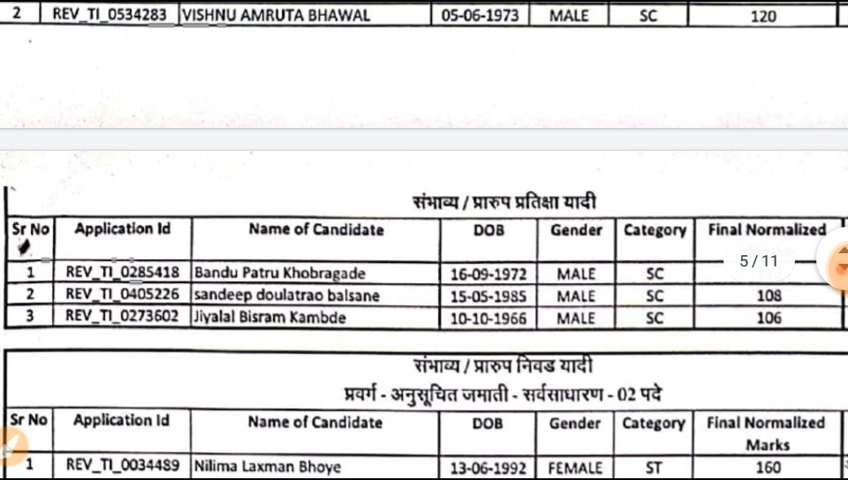 2 REV_TI_0534283 VISHNU AMRUTA BHAWAL 05-06-1973 MALE SC 120
संभाव्य / प्रारुप प्रतिक्षा यादी
Sr No Application Id Name of Candidate DOB Gender Category Final Normalized
5 / 11
1 REV_TI_0285418 Bandu Patru Khobragade 16-09-1972 MALE SC
2 REV_TI_0405226 sandeep doulatrao balsane 15-05-1985 MALE SC 108
3 REV_TI_0273602 Jiyalal Bisram Kambde 10-10-1966 MALE SC 106
संभाव्य / प्रारुप निवड यादी
प्रवर्ग - अनुसूचित जमाती - सर्वसाधारण - 02 पदे
Sr No Application Id Name of Candidate DOB Gender Category Final Normalized
Marks
1 REV_TI_0034489 Nilima Laxman Bhoye 13-06-1992 FEMALE ST 160